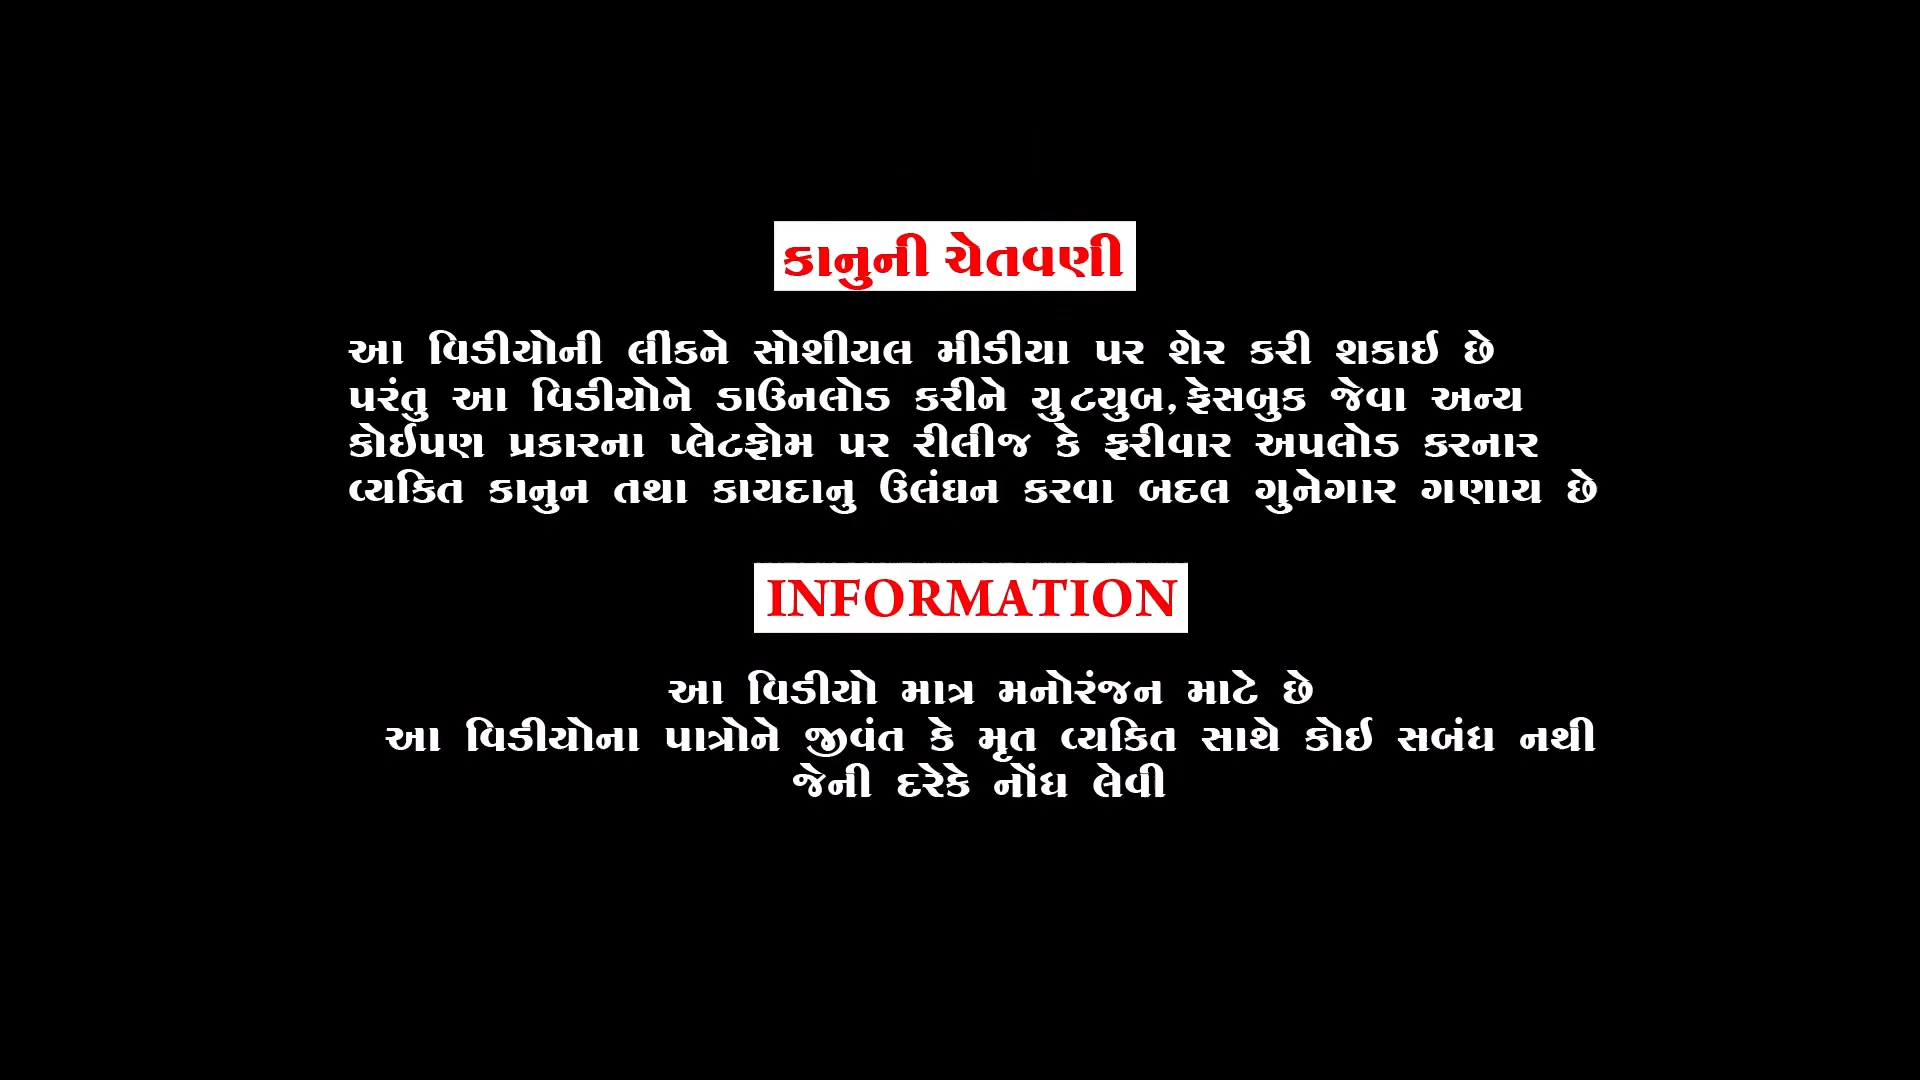 કાનુની ચેતવણી
આ વિડીયોની લીંકને સોશીયલ મીડીયા પર શેર કરી શકાઇ છે
પરંતુ આ વિડીયોને ડાઉનલોડ કરીને યુટયુબ,ફેસબુક જેવા અન્ય
કોઈપણ પ્રકારના પ્લેટફોમ પર રીલીજ કે ફરીવાર અપલોડ કરનાર
વ્યકિત કાનુન તથા કાયદાનુ ઉલંઘન કરવા બદલ ગુનેગાર ગણાય છે
INFORMATION
આ વિડીયો માત્ર મનોરંજન માટે છે
આ વિડીયોના પાત્રોને જીવંત કે મૃત વ્યકિત સાથે કોઇ સબંધ નથી
જેની દરેકે નોંધ લેવી